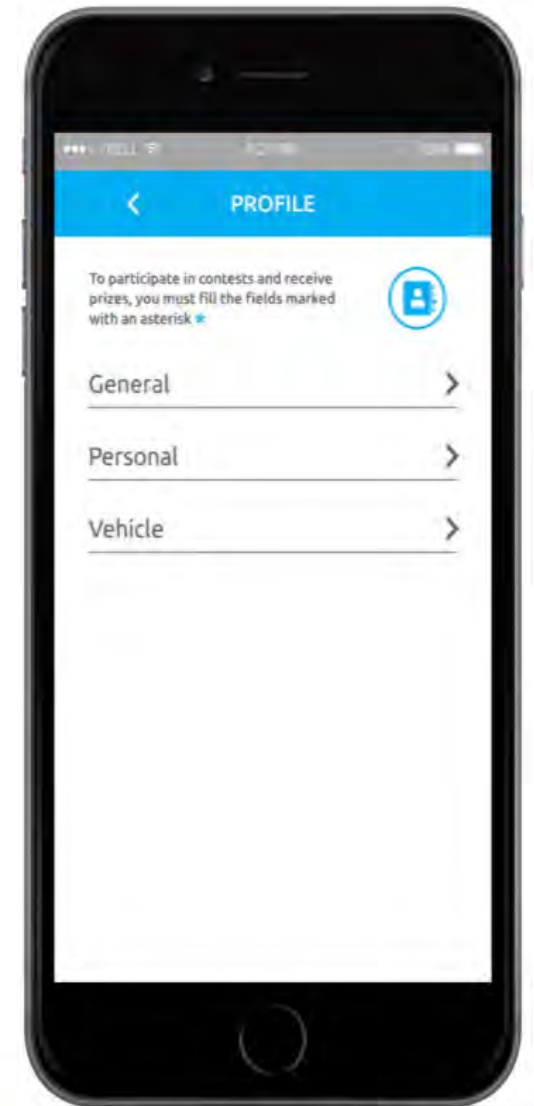 PROFILE
To participate in contests and receive
prizes, you must fill the fields marked
with an asterisk *
General
Personal
Vehicle